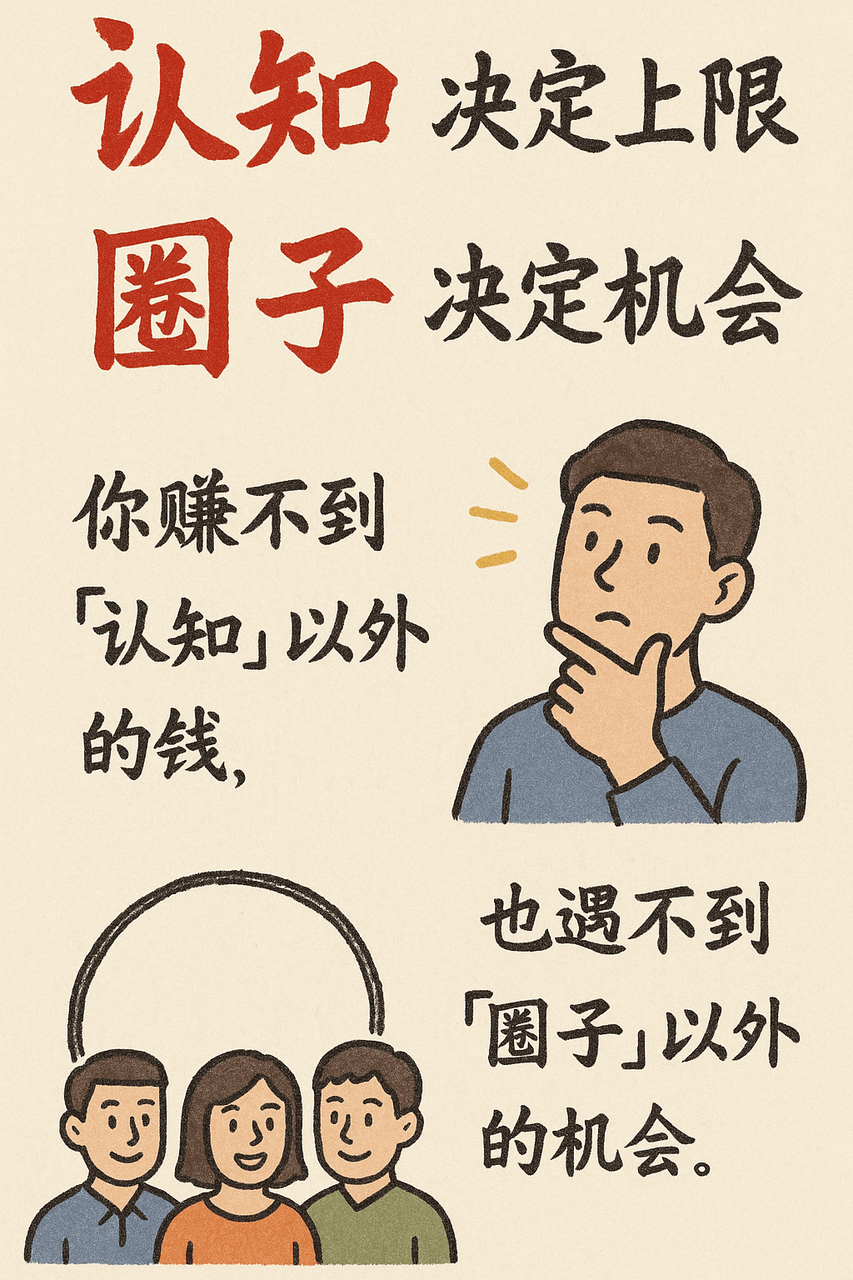 认知 决定上限
圈子 决定机会
你赚不到
「认知」以外
的钱,
也遇不到
「圈子」以外
的机会。